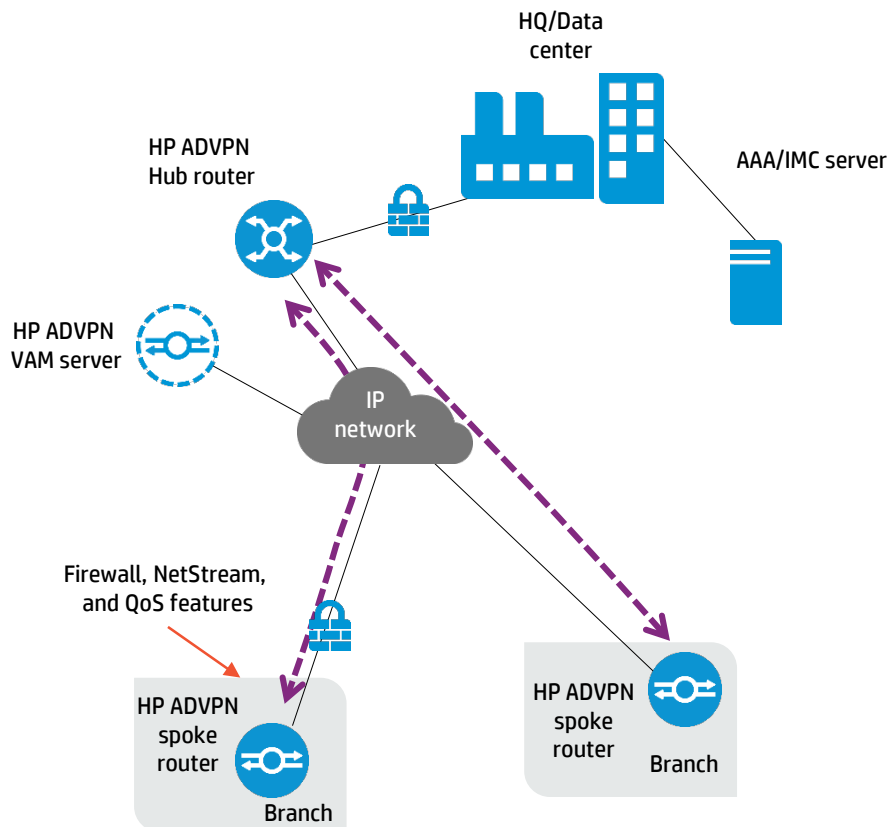 HQ/Data
center
HP ADVPN
Hub router
AAA/IMC server
HP ADVPN
VAM server
IP
network
Firewall, NetStream,
and QoS features
HP ADVPN
spoke
router
Branch
HP ADVPN
spoke
router
Branch